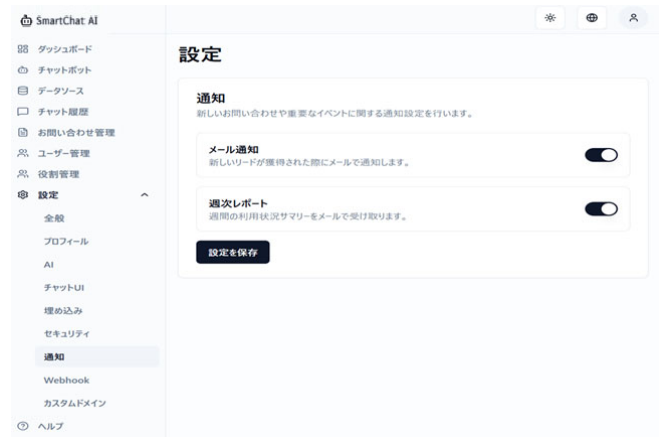 SmartChat AI
ダッシュボード
チャットボット
データソース
チャット履歴
お問い合わせ管理
ユーザー管理
役割管理
設定
全般
プロフィール
AI
チャットUI
埋め込み
セキュリティ
通知
Webhook
カスタムドメイン
ヘルプ
設定
通知
新しいお問い合わせや重要なイベントに関する通知設定を行います。
メール通知
新しいリードが獲得された際にメールで通知します。
週次レポート
週間の利用状況サマリーをメールで受け取ります。
設定を保存